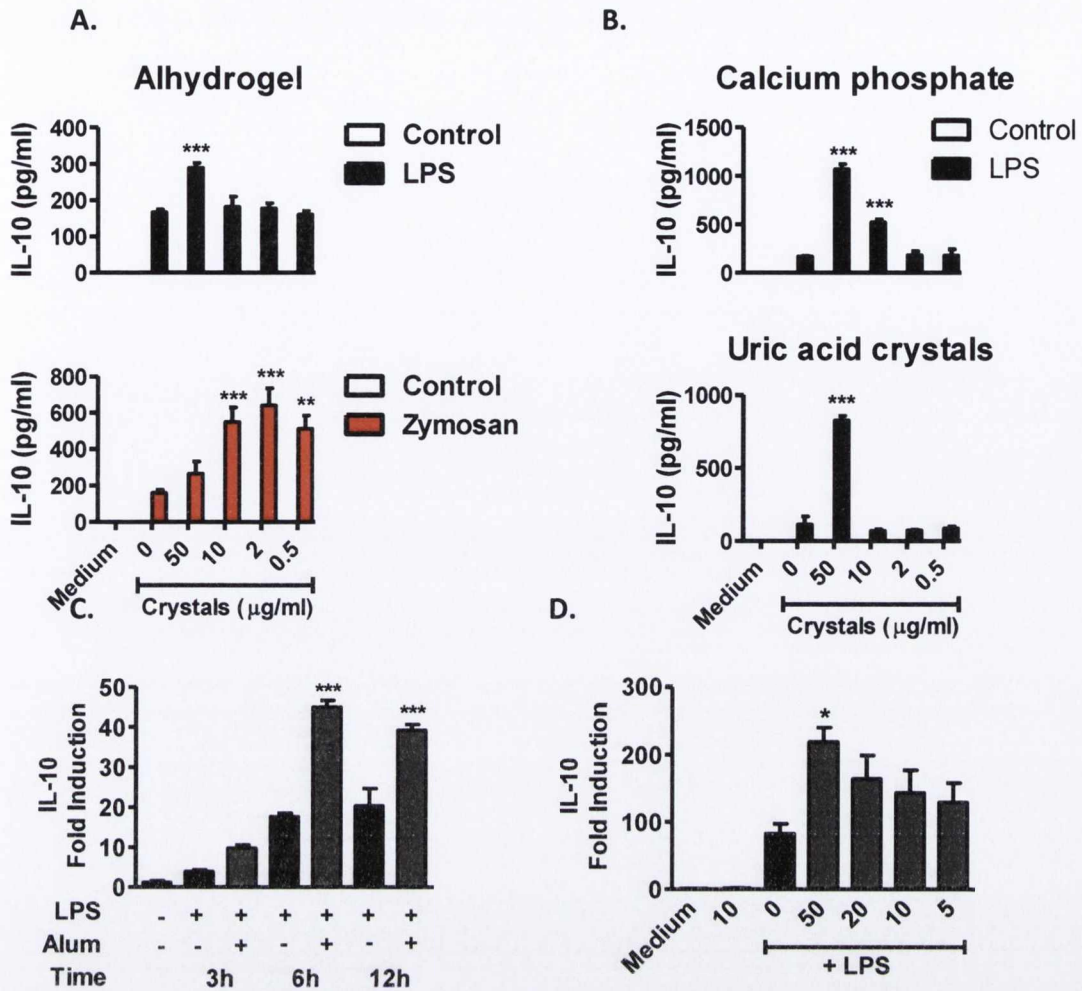 A.
Alhydrogel
IL-10 (pg/ml)
400
300
200
100
0
***
Control
LPS
IL-10 (pg/ml)
800
600
400
200
0
***
***
**
Control
Zymosan
Medium
0
50
10
2
0.5
Crystals (μg/ml)
B.
Calcium phosphate
IL-10 (pg/ml)
1500
1000
500
0
***
***
Control
LPS
Uric acid crystals
IL-10 (pg/ml)
1000
500
0
***
Medium
0
50
10
2
0.5
Crystals (μg/ml)
C.
IL-10
Fold Induction
50
40
30
20
10
0
***
***
LPS - + + + + + +
Alum - - + - + - +
Time 3h 6h 12h
D.
IL-10
Fold Induction
300
200
100
0
*
Medium
10
0
50
20
10
5
+ LPS